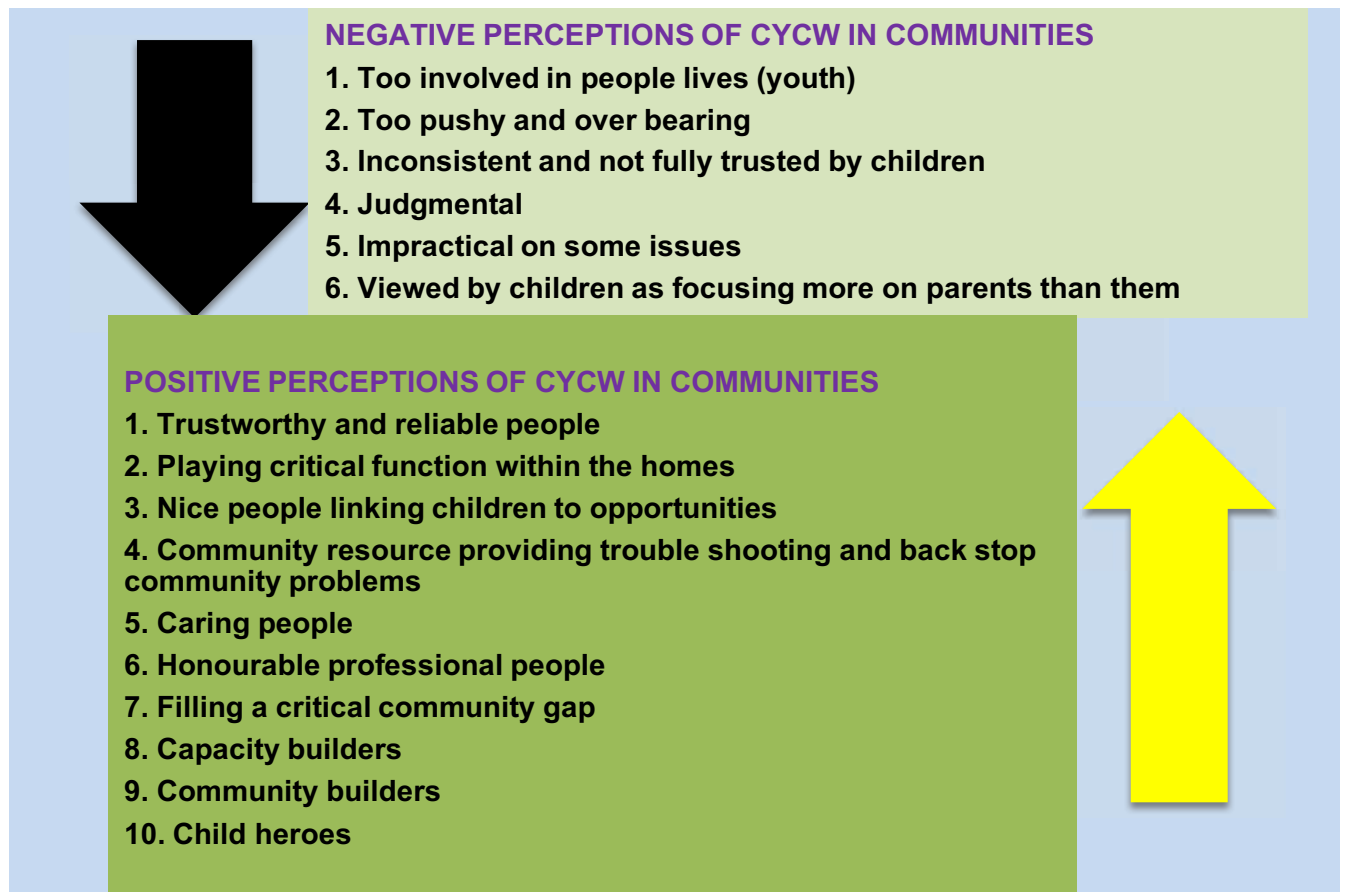 NEGATIVE PERCEPTIONS OF CYCW IN COMMUNITIES
1. Too involved in people lives (youth)
2. Too pushy and over bearing
3. Inconsistent and not fully trusted by children
4. Judgmental
5. Impractical on some issues
6. Viewed by children as focusing more on parents than them
POSITIVE PERCEPTIONS OF CYCW IN COMMUNITIES
1. Trustworthy and reliable people
2. Playing critical function within the homes
3. Nice people linking children to opportunities
4. Community resource providing trouble shooting and back stop
community problems
5. Caring people
6. Honourable professional people
7. Filling a critical community gap
8. Capacity builders
9. Community builders
10. Child heroes